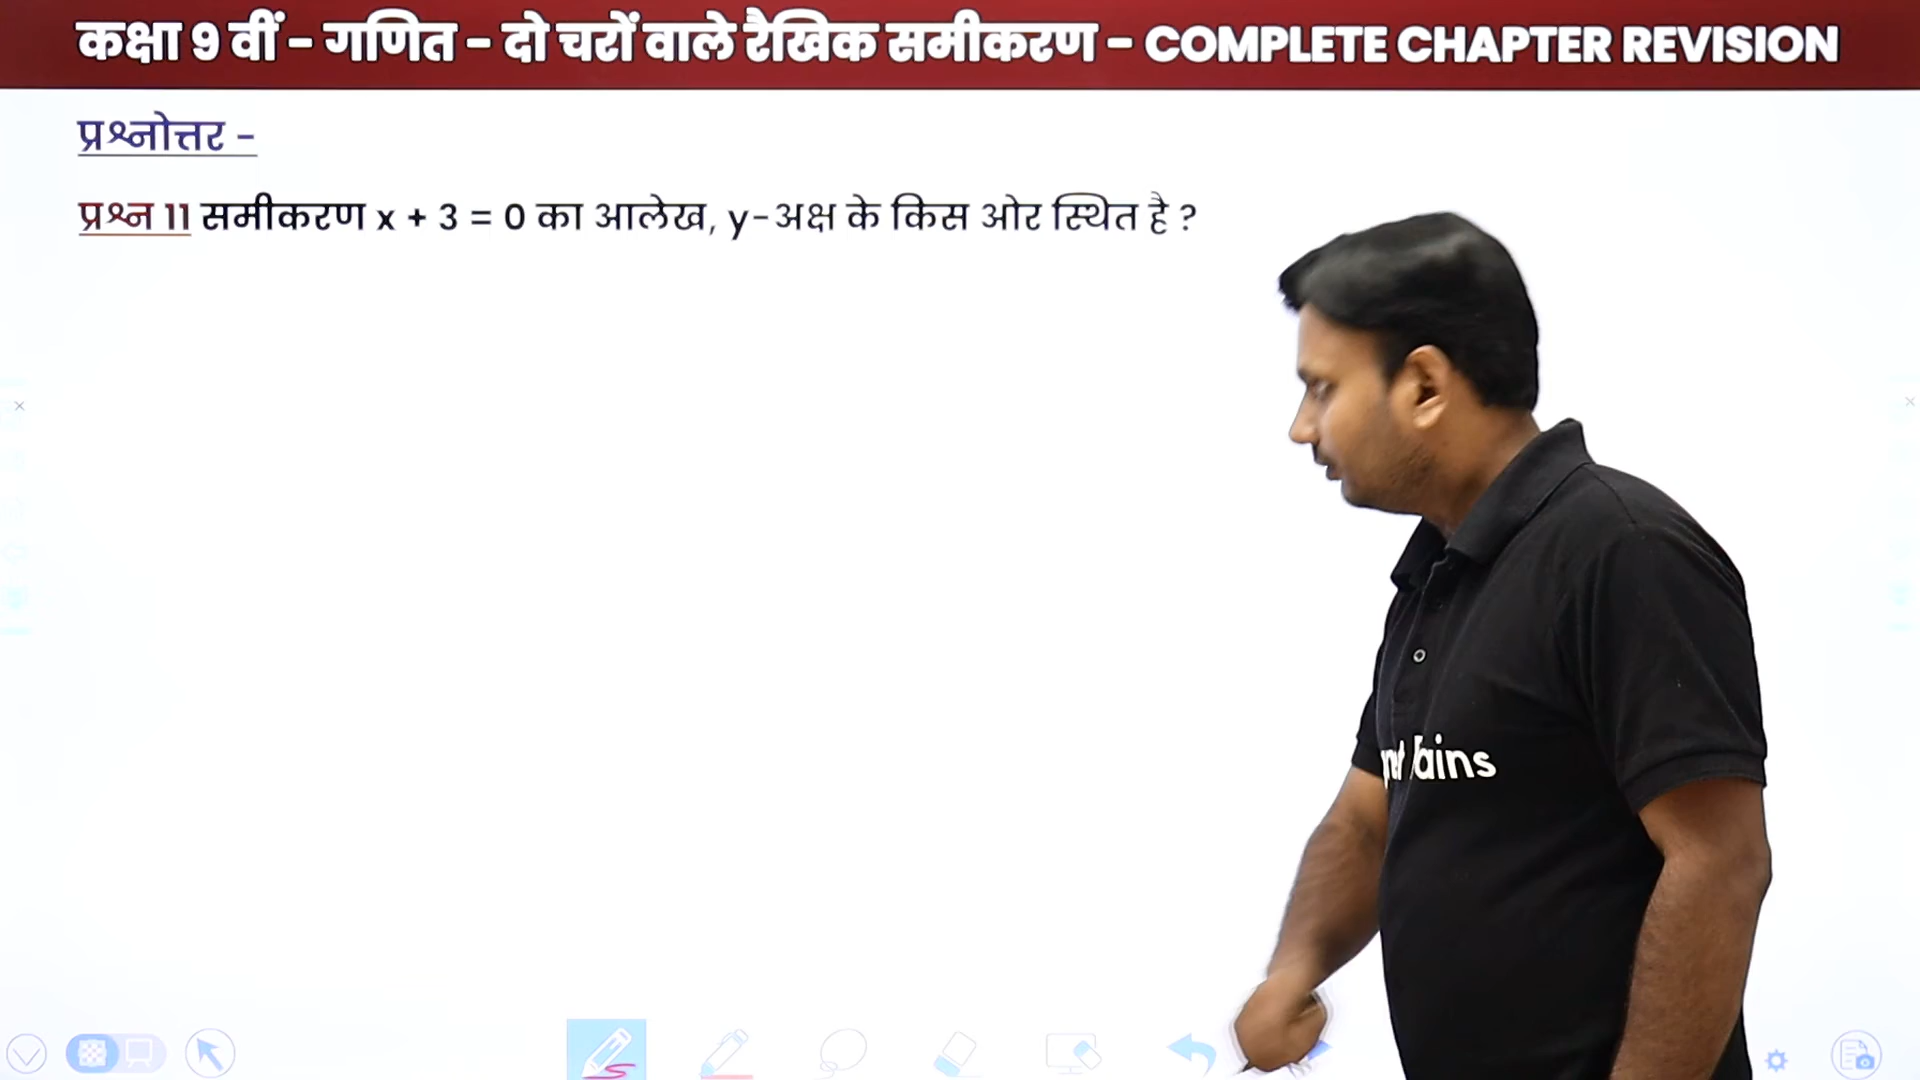 कक्षा 9 वीं - गणित - दो चरों वाले रैखिक समीकरण - COMPLETE CHAPTER REVISION
प्रश्नोत्तर -
प्रश्न 11 समीकरण x + 3 = 0 का आलेख, y-अक्ष के किस ओर स्थित है ?